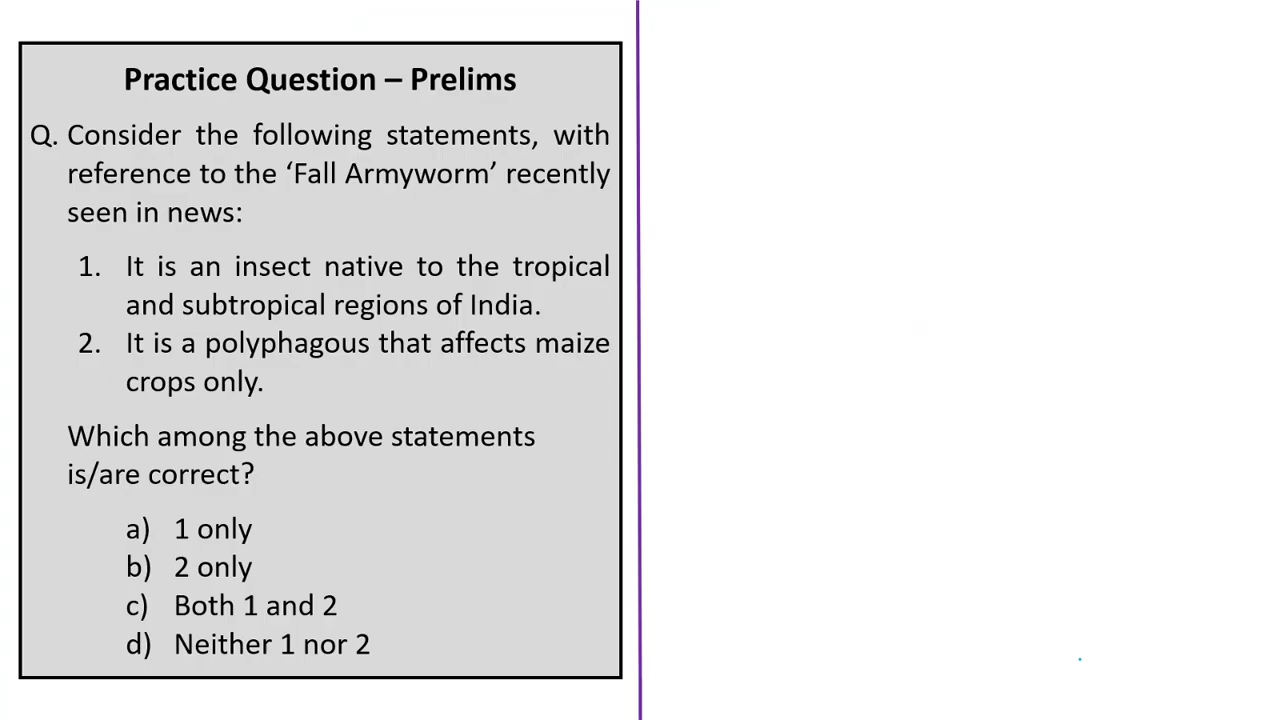 Practice Question – Prelims
Q. Consider the following statements, with
reference to the ‘Fall Armyworm’ recently
seen in news:
1. It is an insect native to the tropical
and subtropical regions of India.
2. It is a polyphagous that affects maize
crops only.
Which among the above statements
is/are correct?
a) 1 only
b) 2 only
c) Both 1 and 2
d) Neither 1 nor 2